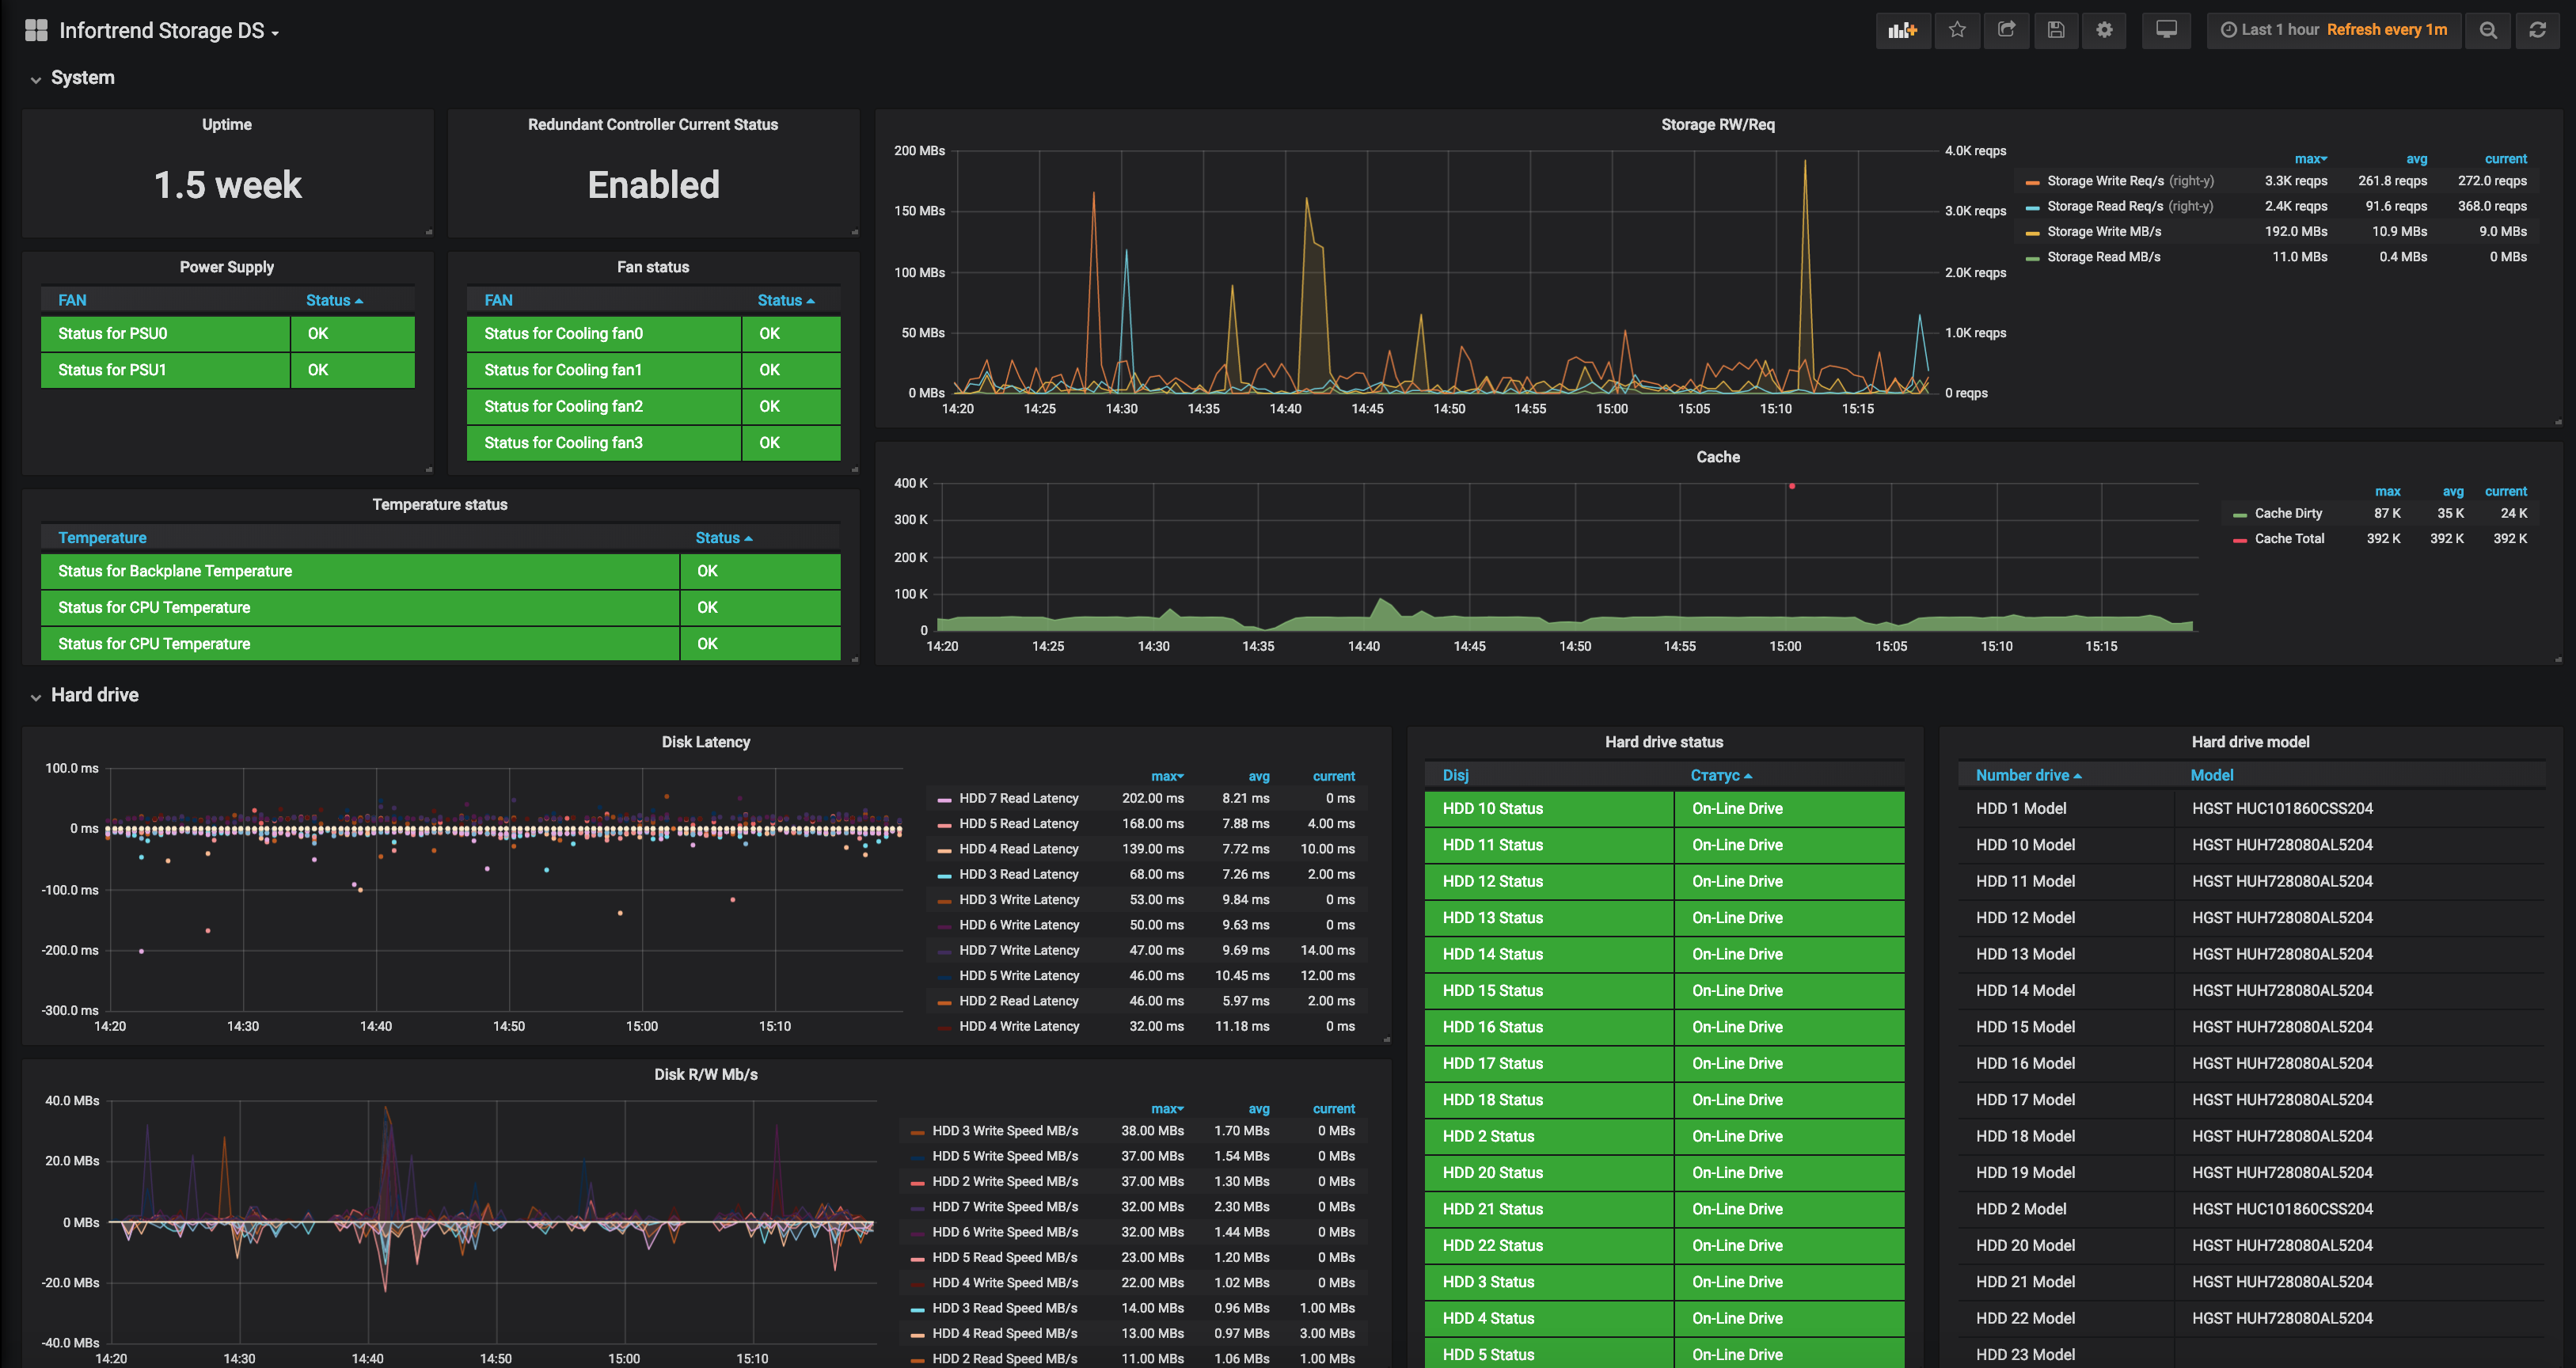 Infortrend Storage DS
Last 1 hour Refresh every 1m
System
Uptime
1.5 week
Redundant Controller Current Status
Enabled
Power Supply
FAN Status
Status for PSU0 OK
Status for PSU1 OK
Fan status
FAN Status
Status for Cooling fan0 OK
Status for Cooling fan1 OK
Status for Cooling fan2 OK
Status for Cooling fan3 OK
Temperature status
Temperature Status
Status for Backplane Temperature OK
Status for CPU Temperature OK
Status for CPU Temperature OK
Storage RW/Req
200 MBs
150 MBs
100 MBs
50 MBs
0 MBs
4.0K reqps
3.0K reqps
2.0K reqps
1.0K reqps
0 reqps
14:20 14:25 14:30 14:35 14:40 14:45 14:50 14:55 15:00 15:05 15:10 15:15
max avg current
Storage Write Req/s (right-y) 3.3K reqps 261.8 reqps 272.0 reqps
Storage Read Req/s (right-y) 2.4K reqps 91.6 reqps 368.0 reqps
Storage Write MB/s 192.0 MBs 10.9 MBs 9.0 MBs
Storage Read MB/s 11.0 MBs 0.4 MBs 0 MBs
Cache
400 K
300 K
200 K
100 K
0
14:20 14:25 14:30 14:35 14:40 14:45 14:50 14:55 15:00 15:05 15:10 15:15
max avg current
Cache Dirty 87 K 35 K 24 K
Cache Total 392 K 392 K 392 K
Hard drive
Disk Latency
100.0 ms
0 ms
-100.0 ms
-200.0 ms
-300.0 ms
14:20 14:30 14:40 14:50 15:00 15:10
max avg current
HDD 7 Read Latency 202.00 ms 8.21 ms 0 ms
HDD 5 Read Latency 168.00 ms 7.88 ms 4.00 ms
HDD 4 Read Latency 139.00 ms 7.72 ms 10.00 ms
HDD 3 Read Latency 68.00 ms 7.26 ms 2.00 ms
HDD 3 Write Latency 53.00 ms 9.84 ms 0 ms
HDD 6 Write Latency 50.00 ms 9.63 ms 0 ms
HDD 7 Write Latency 47.00 ms 9.69 ms 14.00 ms
HDD 5 Write Latency 46.00 ms 10.45 ms 12.00 ms
HDD 2 Read Latency 46.00 ms 5.97 ms 2.00 ms
HDD 4 Write Latency 32.00 ms 11.18 ms 0 ms
Disk R/W Mb/s
40.0 MBs
20.0 MBs
0 MBs
-20.0 MBs
-40.0 MBs
14:20 14:30 14:40 14:50 15:00 15:10
max avg current
HDD 3 Write Speed MB/s 38.00 MBs 1.70 MBs 0 MBs
HDD 5 Write Speed MB/s 37.00 MBs 1.54 MBs 0 MBs
HDD 2 Write Speed MB/s 37.00 MBs 1.30 MBs 0 MBs
HDD 7 Write Speed MB/s 32.00 MBs 2.30 MBs 0 MBs
HDD 6 Write Speed MB/s 32.00 MBs 1.44 MBs 0 MBs
HDD 5 Read Speed MB/s 23.00 MBs 1.20 MBs 0 MBs
HDD 4 Write Speed MB/s 22.00 MBs 1.02 MBs 0 MBs
HDD 3 Read Speed MB/s 14.00 MBs 0.96 MBs 1.00 MBs
HDD 4 Read Speed MB/s 13.00 MBs 0.97 MBs 3.00 MBs
HDD 2 Read Speed MB/s 11.00 MBs 1.06 MBs 1.00 MBs
Hard drive status
Disj Статус
HDD 10 Status On-Line Drive
HDD 11 Status On-Line Drive
HDD 12 Status On-Line Drive
HDD 13 Status On-Line Drive
HDD 14 Status On-Line Drive
HDD 15 Status On-Line Drive
HDD 16 Status On-Line Drive
HDD 17 Status On-Line Drive
HDD 18 Status On-Line Drive
HDD 2 Status On-Line Drive
HDD 20 Status On-Line Drive
HDD 21 Status On-Line Drive
HDD 22 Status On-Line Drive
HDD 3 Status On-Line Drive
HDD 4 Status On-Line Drive
HDD 5 Status On-Line Drive
Hard drive model
Number drive Model
HDD 1 Model HGST HUC101860CSS204
HDD 10 Model HGST HUH728080AL5204
HDD 11 Model HGST HUH728080AL5204
HDD 12 Model HGST HUH728080AL5204
HDD 13 Model HGST HUH728080AL5204
HDD 14 Model HGST HUH728080AL5204
HDD 15 Model HGST HUH728080AL5204
HDD 16 Model HGST HUH728080AL5204
HDD 17 Model HGST HUH728080AL5204
HDD 18 Model HGST HUH728080AL5204
HDD 19 Model HGST HUH728080AL5204
HDD 2 Model HGST HUC101860CSS204
HDD 20 Model HGST HUH728080AL5204
HDD 21 Model HGST HUH728080AL5204
HDD 22 Model HGST HUH728080AL5204
HDD 23 Model